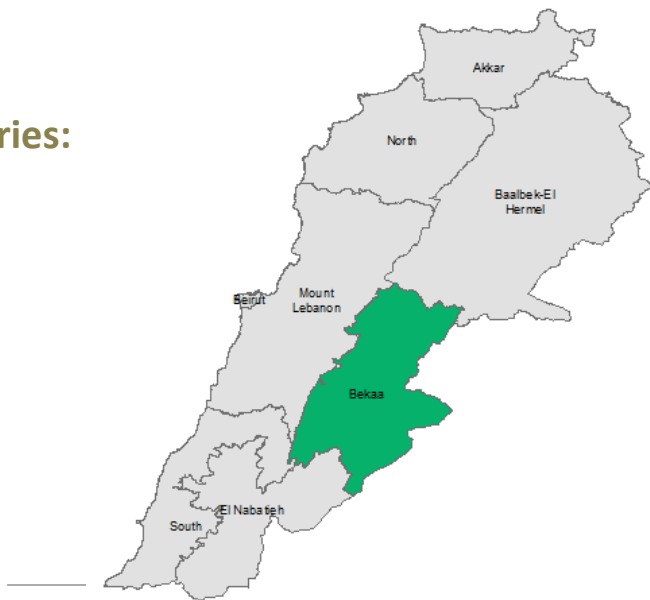 Akkar
ries:
North
Baalbek-El
Hermel
Beirut
Mount
Lebanon
Bekaa
El Nabatieh
South